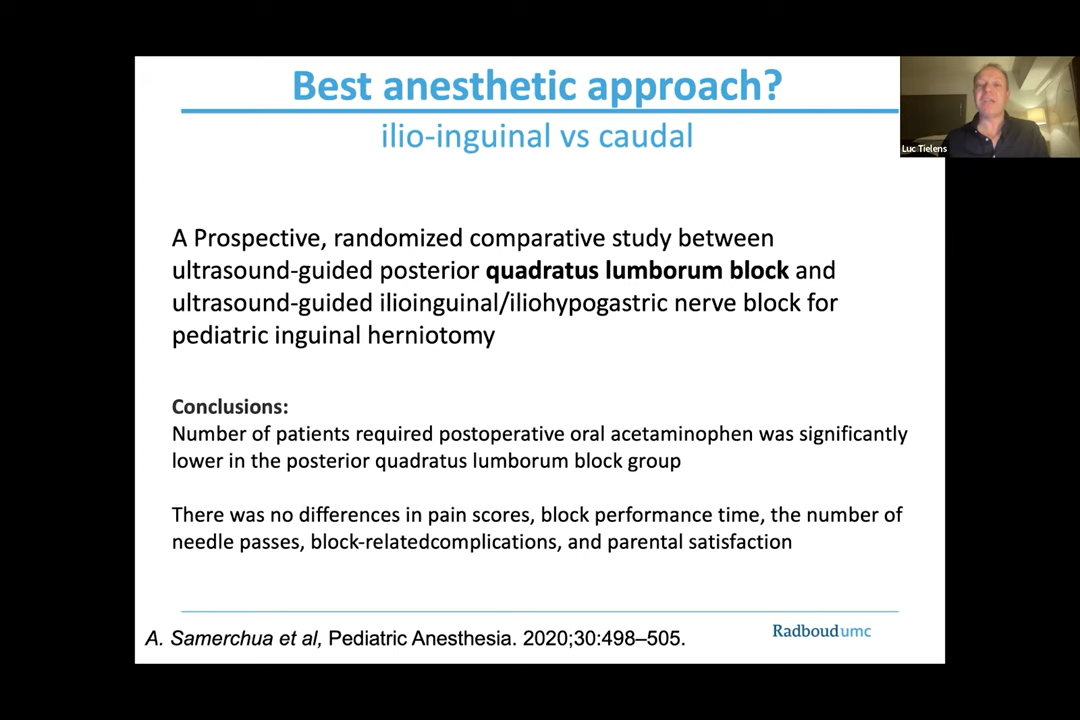 Best anesthetic approach?
ilio-inguinal vs caudal
Luc Tielens
A Prospective, randomized comparative study between
ultrasound-guided posterior quadratus lumborum block and
ultrasound-guided ilioinguinal/iliohypogastric nerve block for
pediatric inguinal herniotomy
Conclusions:
Number of patients required postoperative oral acetaminophen was significantly
lower in the posterior quadratus lumborum block group
There was no differences in pain scores, block performance time, the number of
needle passes, block-relatedcomplications, and parental satisfaction
A. Samerchua et al, Pediatric Anesthesia. 2020;30:498–505.
Radboudumc